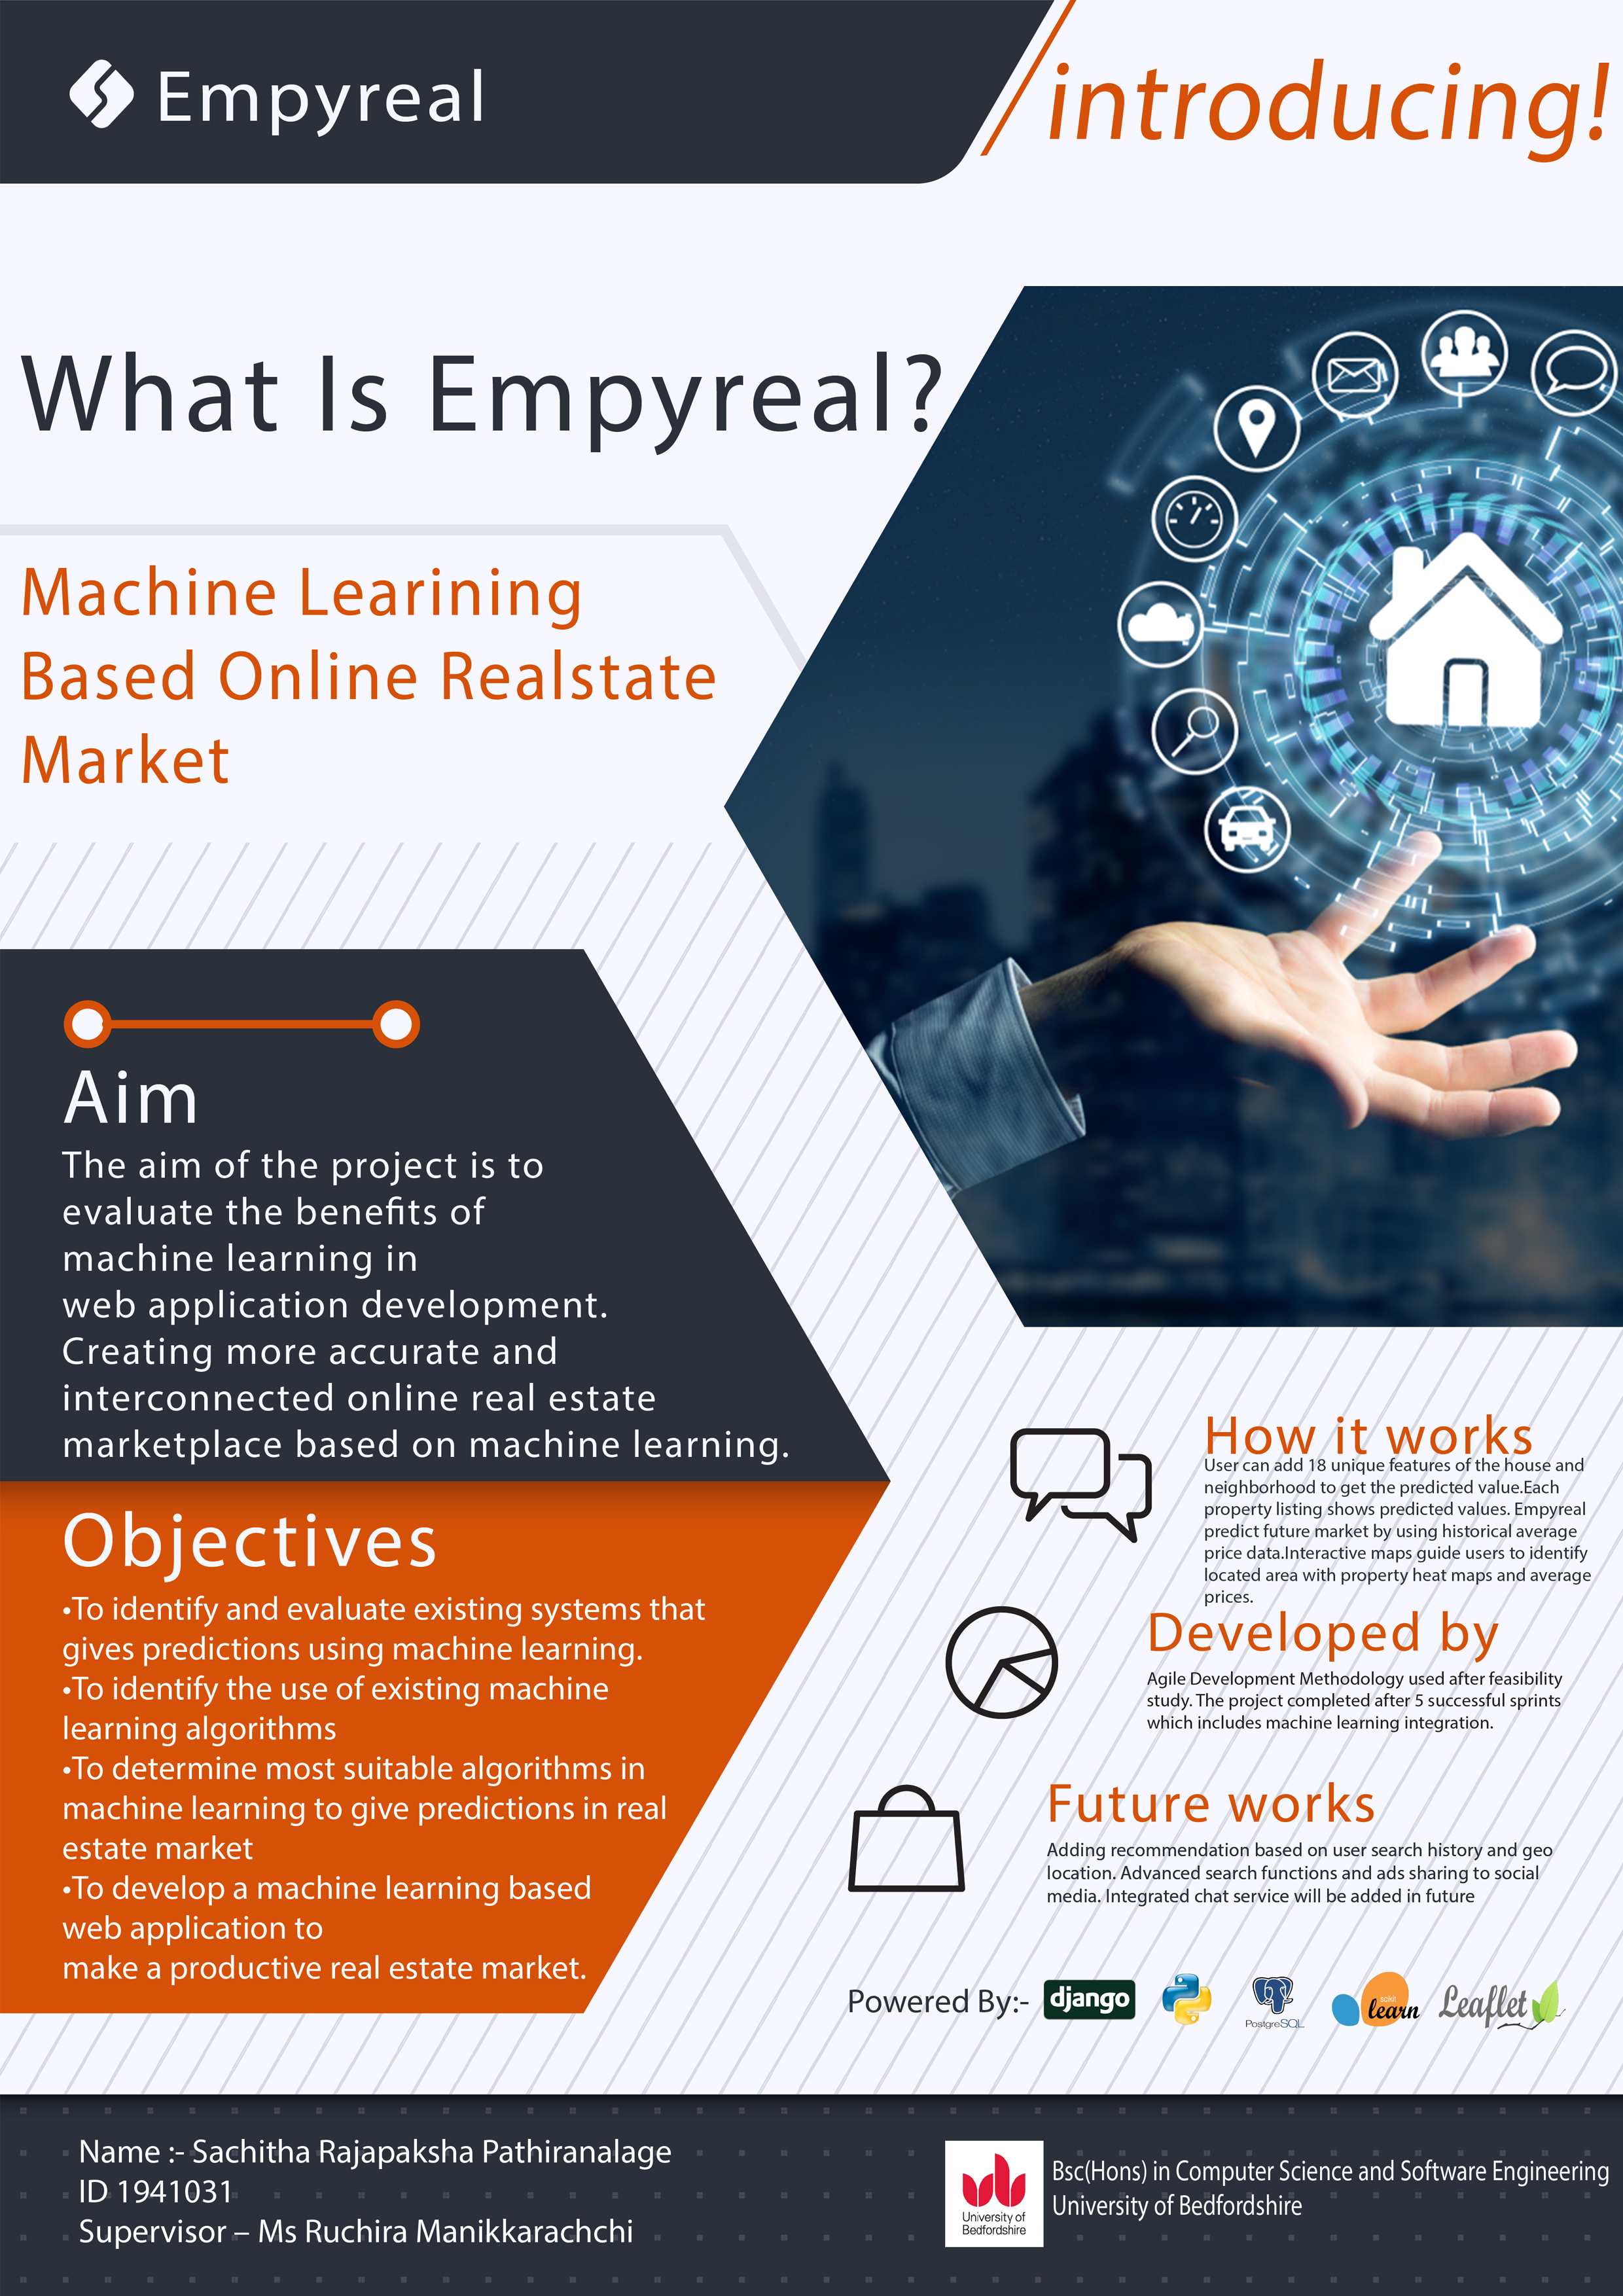 Empyreal
introducing!
What Is Empyreal?
Machine Learining
Based Online Realstate
Market
Aim
The aim of the project is to
evaluate the benefits of
machine learning in
web application development.
Creating more accurate and
interconnected online real estate
marketplace based on machine learning.
Objectives
•To identify and evaluate existing systems that
gives predictions using machine learning.
•To identify the use of existing machine
learning algorithms
•To determine most suitable algorithms in
machine learning to give predictions in real
estate market
•To develop a machine learning based
web application to
make a productive real estate market.
How it works
User can add 18 unique features of the house and
neighborhood to get the predicted value.Each
property listing shows predicted values. Empyreal
predict future market by using historical average
price data.Interactive maps guide users to identify
located area with property heat maps and average
prices.
Developed by
Agile Development Methodology used after feasibility
study. The project completed after 5 successful sprints
which includes machine learning integration.
Future works
Adding recommendation based on user search history and geo
location. Advanced search functions and ads sharing to social
media. Integrated chat service will be added in future
Powered By:- django
PostgreSQL
scikit
learn
Leaflet
Name :- Sachitha Rajapaksha Pathiranalage
ID 1941031
Supervisor – Ms Ruchira Manikkarachchi
University of
Bedfordshire
Bsc(Hons) in Computer Science and Software Engineering
University of Bedfordshire